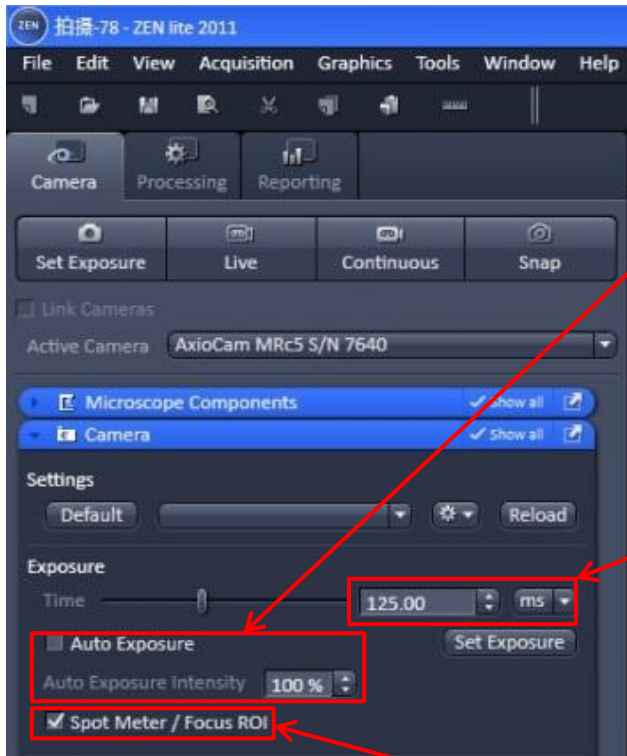 ZEN 拍摄-78 - ZEN lite 2011
File Edit View Acquisition Graphics Tools Window Help
Camera Processing Reporting
Set Exposure Live Continuous Snap
Link Cameras
Active Camera AxioCam MRc5 S/N 7640
Microscope Components Show all
Camera Show all
Settings
Default Reload
Exposure
Time 125.00 ms
Auto Exposure Set Exposure
Auto Exposure Intensity 100 %
Spot Meter / Focus ROI